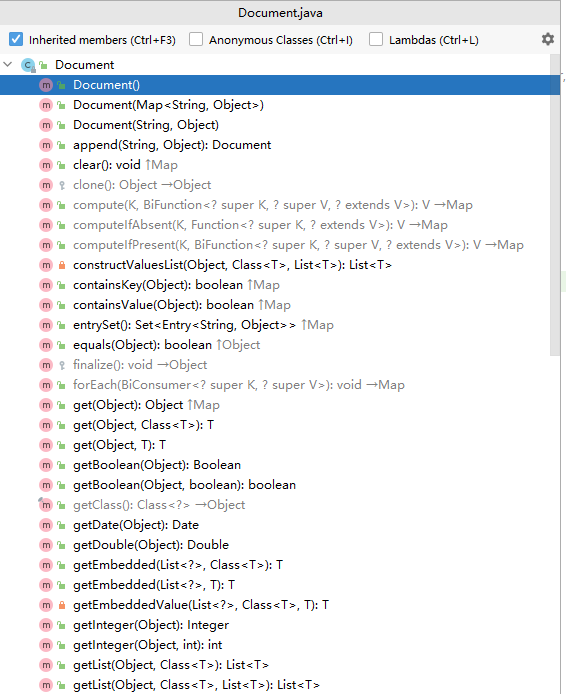 Document.java
Inherited members (Ctrl+F3) Anonymous Classes (Ctrl+I) Lambdas (Ctrl+L)
Document
Document()
Document(Map<String, Object>)
Document(String, Object)
append(String, Object): Document
clear(): void ↑Map
clone(): Object →Object
compute(K, BiFunction<? super K, ? super V, ? extends V>): V →Map
computeIfAbsent(K, Function<? super K, ? extends V>): V →Map
computeIfPresent(K, BiFunction<? super K, ? super V, ? extends V>): V →Map
constructValuesList(Object, Class<T>, List<T>): List<T>
containsKey(Object): boolean ↑Map
containsValue(Object): boolean ↑Map
entrySet(): Set<Entry<String, Object>> ↑Map
equals(Object): boolean ↑Object
finalize(): void →Object
forEach(BiConsumer<? super K, ? super V>): void →Map
get(Object): Object ↑Map
get(Object, Class<T>): T
get(Object, T): T
getBoolean(Object): Boolean
getBoolean(Object, boolean): boolean
getClass(): Class<?> →Object
getDate(Object): Date
getDouble(Object): Double
getEmbedded(List<?>, Class<T>): T
getEmbedded(List<?>, T): T
getEmbeddedValue(List<?>, Class<T>, T): T
getInteger(Object): Integer
getInteger(Object, int): int
getList(Object, Class<T>): List<T>
getList(Object, Class<T>, List<T>): List<T>